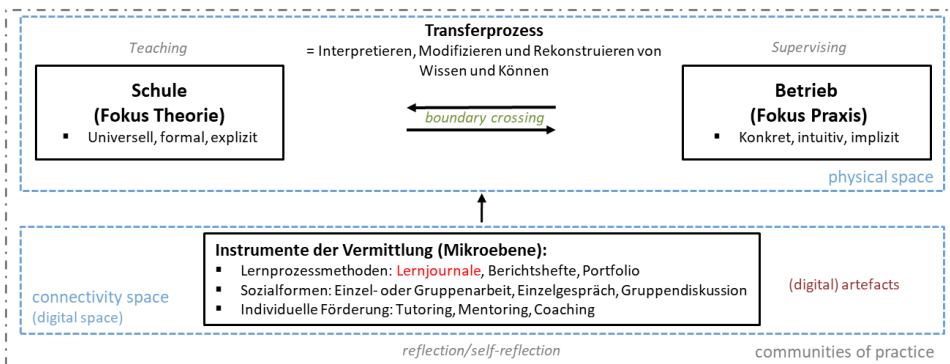 Transferprozess
Teaching
= Interpretieren, Modifizieren und Rekonstruieren von
Wissen und Können
Supervising
Schule
(Fokus Theorie)
▪ Universell, formal, explizit
boundary crossing
Betrieb
(Fokus Praxis)
▪ Konkret, intuitiv, implizit
physical space
Instrumente der Vermittlung (Mikroebene):
▪ Lernprozessmethoden: Lernjournale, Berichtshefte, Portfolio
▪ Sozialformen: Einzel- oder Gruppenarbeit, Einzelgespräch, Gruppendiskussion
▪ Individuelle Förderung: Tutoring, Mentoring, Coaching
connectivity space
(digital space)
(digital) artefacts
reflection/self-reflection
communities of practice